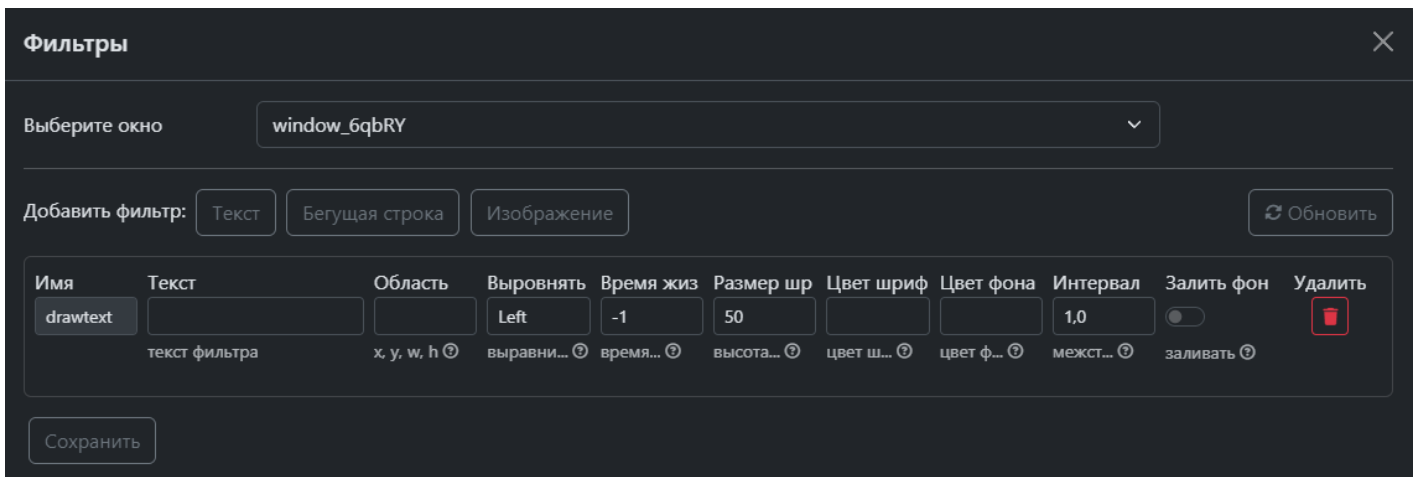 Фильтры
Выберите окно window_6qbRY
Добавить фильтр: Текст Бегущая строка Изображение Обновить
Имя Текст Область Выровнять Время жиз Размер шр Цвет шриф Цвет фона Интервал Залить фон Удалить
drawtext Left -1 50 1,0
текст фильтра x, y, w, h выравни... время... высота... цвет ш... цвет ф... межст... заливать
Сохранить